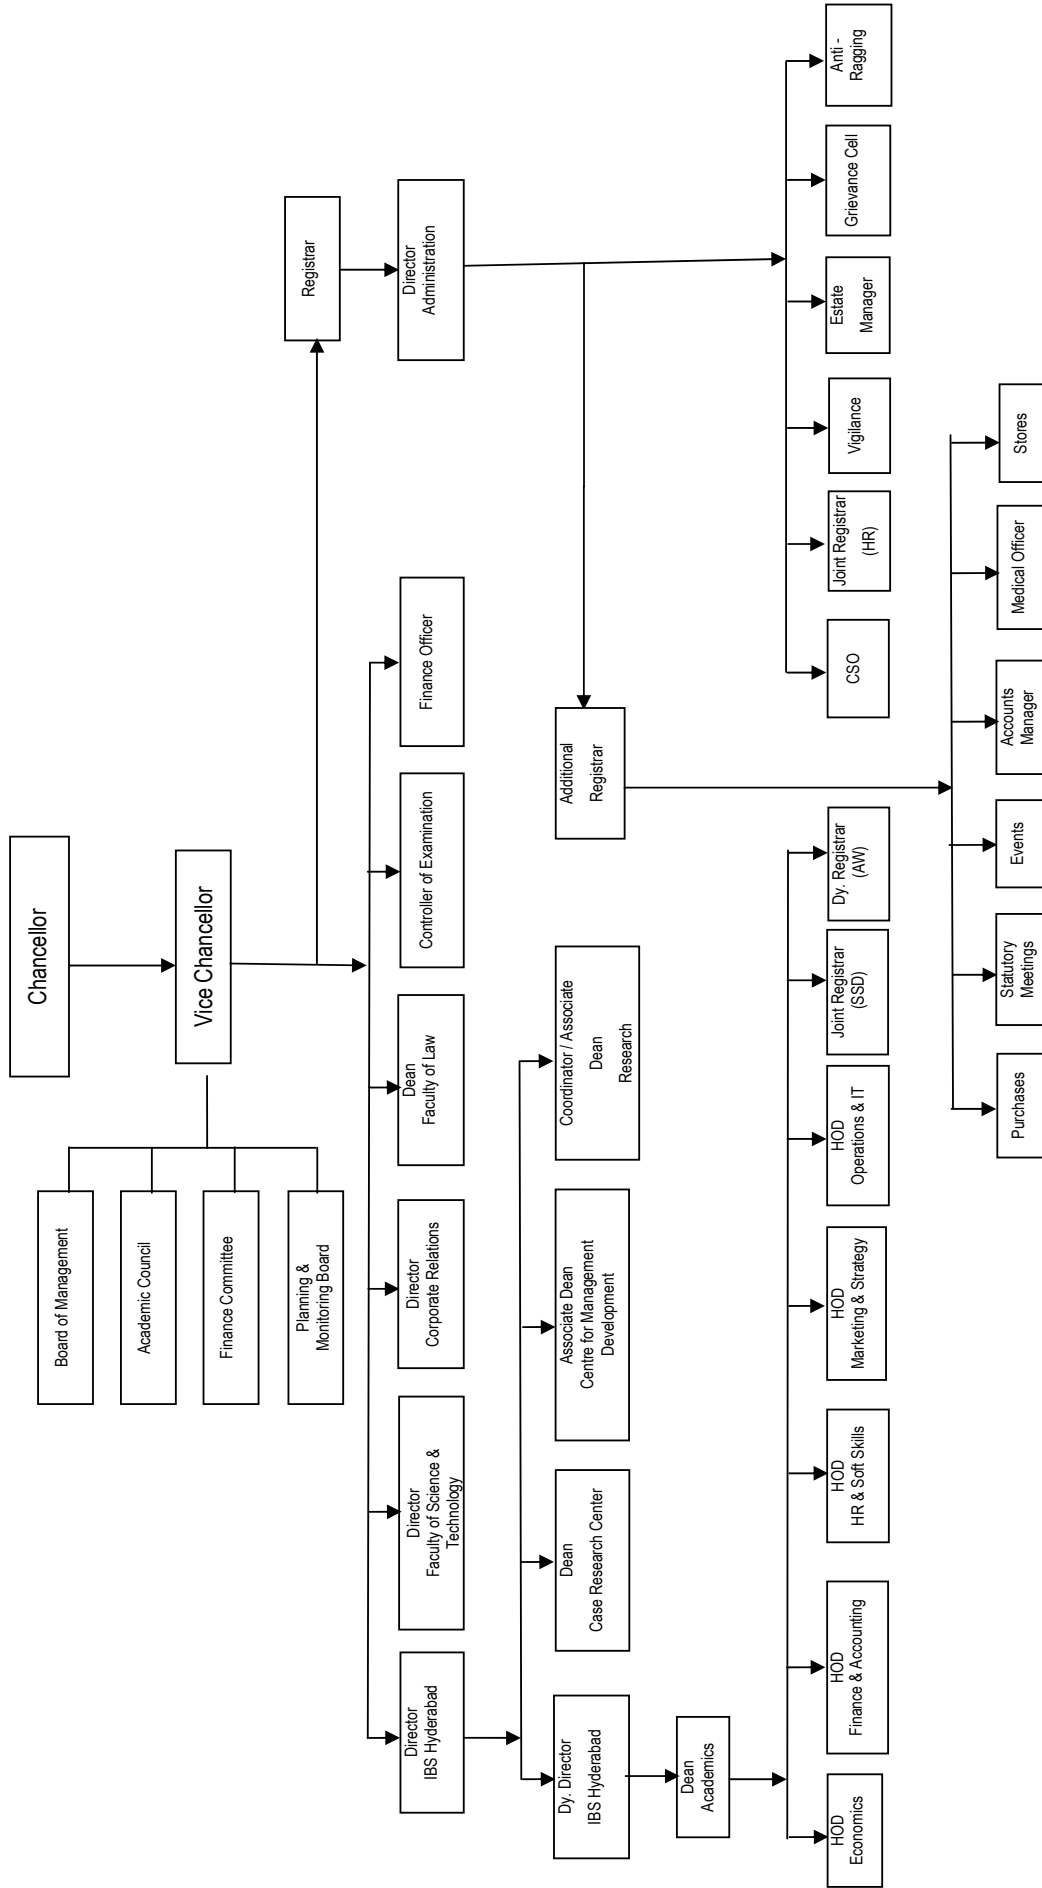 Chancellor
Vice Chancellor
Board of Management
Academic Council
Finance Committee
Planning &
Monitoring Board
Registrar
Director
IBS Hyderabad
Director
Faculty of Science &
Technology
Director
Corporate Relations
Dean
Faculty of Law
Controller of Examination
Finance Officer
Director
Administration
Dy. Director
IBS Hyderabad
Dean
Case Research Center
Associate Dean
Centre for Management
Development
Coordinator / Associate
Dean
Research
Additional
Registrar
Dean
Academics
HOD
Economics
HOD
Finance & Accounting
HOD
HR & Soft Skills
HOD
Marketing & Strategy
HOD
Operations & IT
Joint Registrar
(SSD)
Dy. Registrar
(AW)
CSO
Joint Registrar
(HR)
Vigilance
Estate
Manager
Grievance Cell
Anti -
Ragging
Purchases
Statutory
Meetings
Events
Accounts
Manager
Medical Officer
Stores